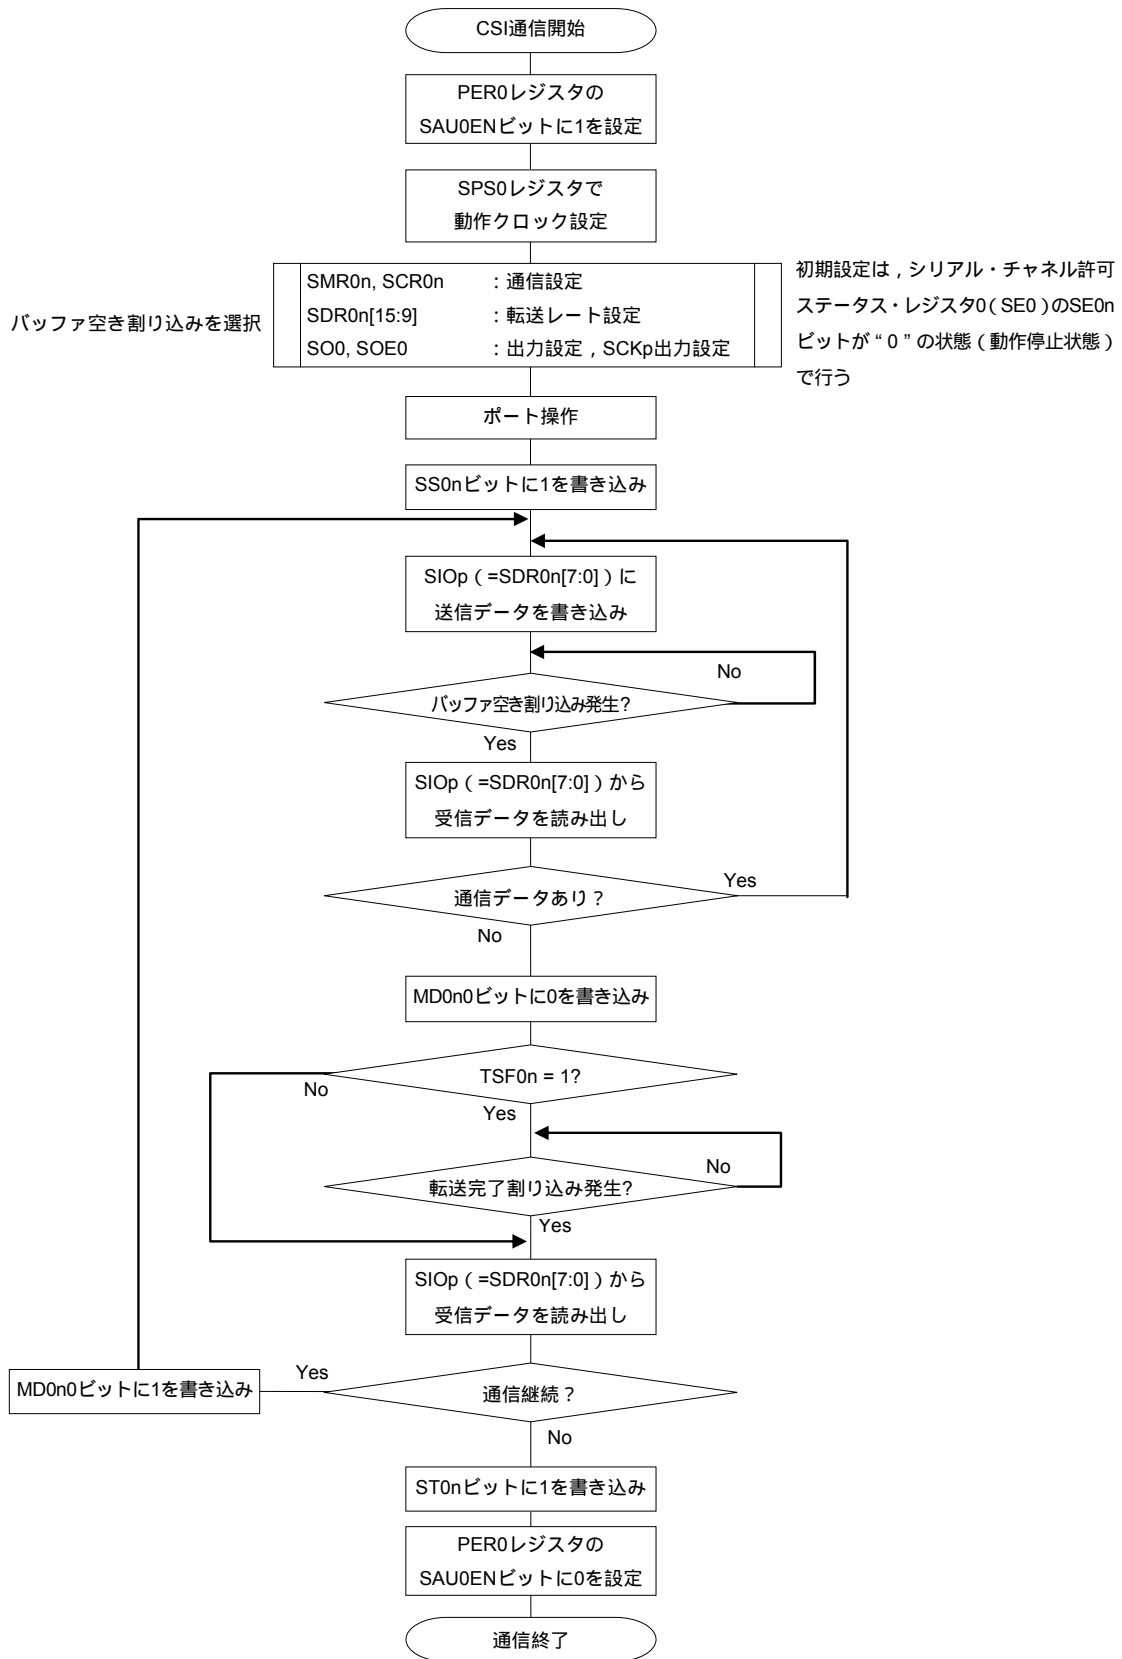 CSI通信開始
PER0レジスタの
SAU0ENビットに1を設定
SPS0レジスタで
動作クロック設定
バッファ空き割り込みを選択
SMR0n, SCR0n ：通信設定
SDR0n[15:9] ：転送レート設定
SO0, SOE0 ：出力設定，SCKp出力設定
初期設定は，シリアル・チャネル許可
ステータス・レジスタ0（SE0）のSE0n
ビットが“0”の状態（動作停止状態）
で行う
ポート操作
SS0nビットに1を書き込み
SIOp（=SDR0n[7:0]）に
送信データを書き込み
No
バッファ空き割り込み発生?
Yes
SIOp（=SDR0n[7:0]）から
受信データを読み出し
Yes
通信データあり？
No
MD0n0ビットに0を書き込み
TSF0n = 1?
No
Yes
No
転送完了割り込み発生?
Yes
SIOp（=SDR0n[7:0]）から
受信データを読み出し
Yes
MD0n0ビットに1を書き込み
通信継続？
No
ST0nビットに1を書き込み
PER0レジスタの
SAU0ENビットに0を設定
通信終了